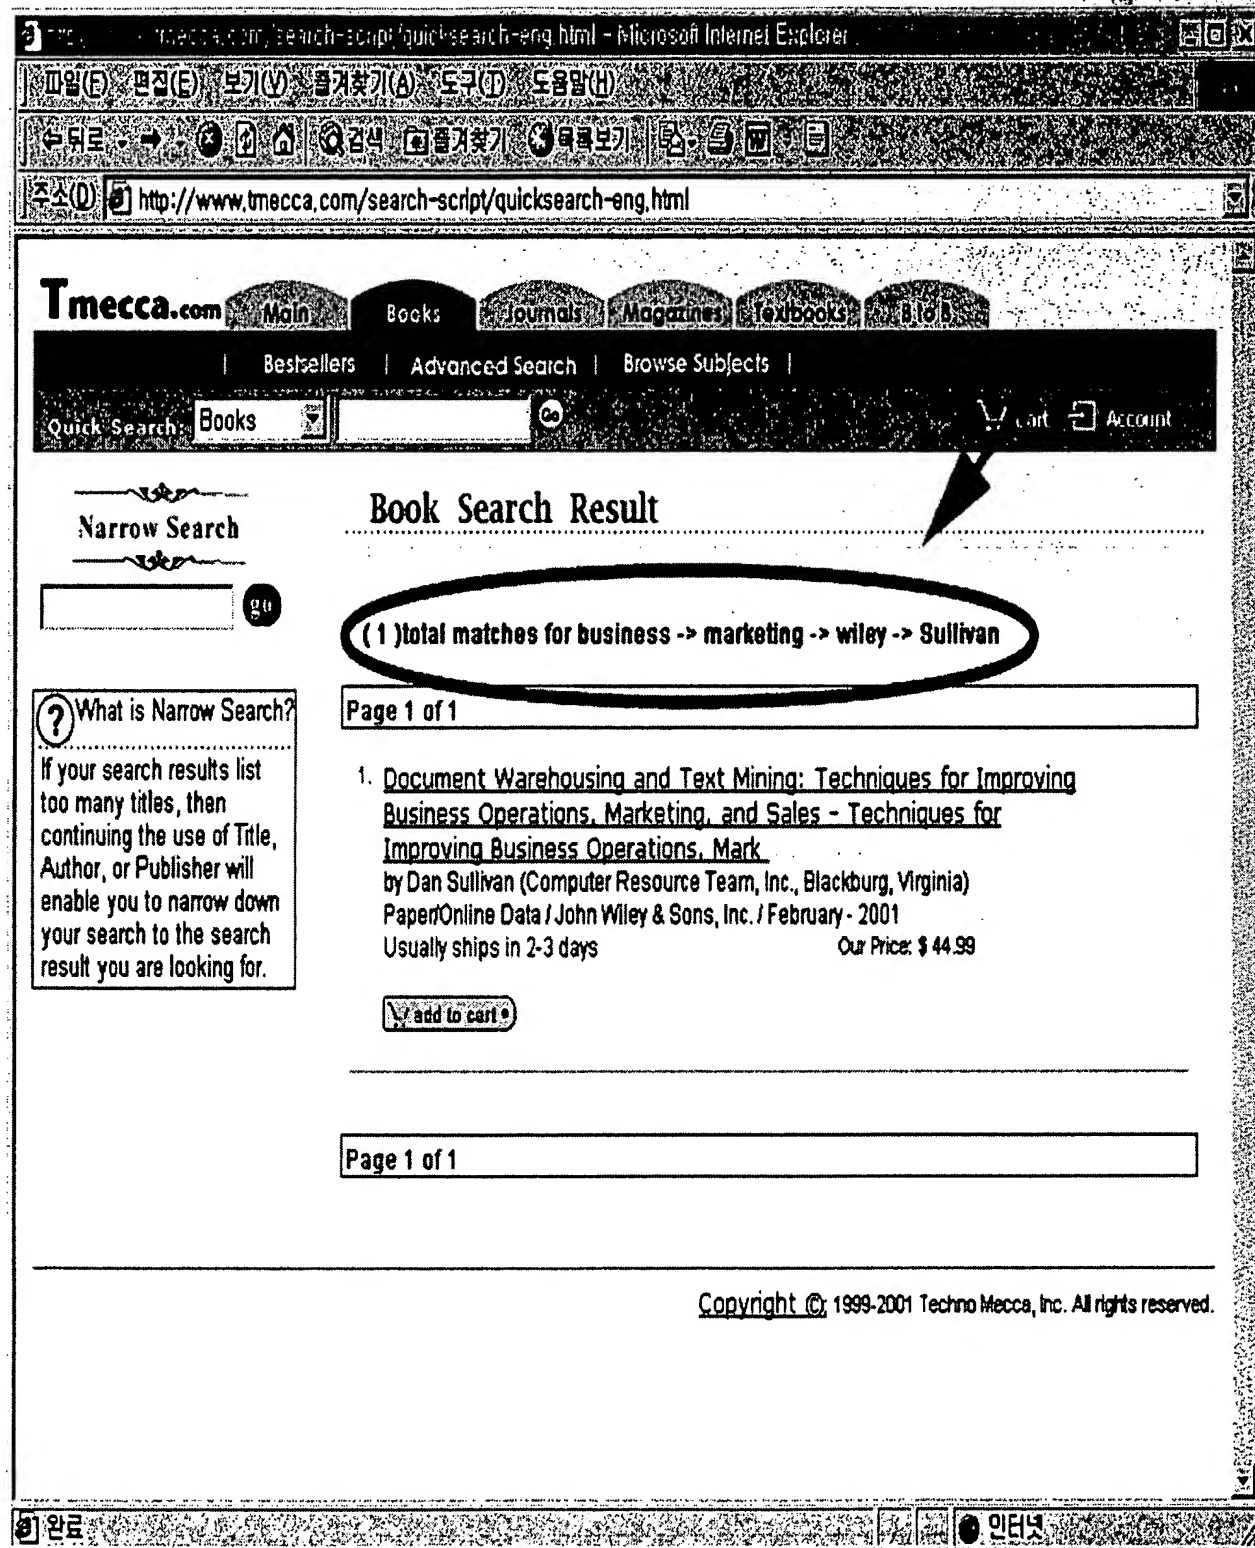 search-script/quicksearch-eng.html - Microsoft Internet Explorer
파일(F) 편집(E) 보기(V) 즐겨찾기(A) 도구(T) 도움말(H)
뒤로 검색 즐겨찾기 목록보기
주소(D) http://www.tmecca.com/search-script/quicksearch-eng.html
Tmecca.com Main Books Journals Magazines Textbooks B to B
| Bestsellers | Advanced Search | Browse Subjects |
Quick Search: Books Go Cart Account
Narrow Search
go
Book Search Result
( 1 )total matches for business -> marketing -> wiley -> Sullivan
? What is Narrow Search?
If your search results list
too many titles, then
continuing the use of Title,
Author, or Publisher will
enable you to narrow down
your search to the search
result you are looking for.
Page 1 of 1
1. Document Warehousing and Text Mining: Techniques for Improving
Business Operations, Marketing, and Sales - Techniques for
Improving Business Operations, Mark
by Dan Sullivan (Computer Resource Team, Inc., Blackburg, Virginia)
Paper/Online Data / John Wiley & Sons, Inc. / February - 2001
Usually ships in 2-3 days Our Price: $ 44.99
add to cart
Page 1 of 1
Copyright ©; 1999-2001 Techno Mecca, Inc. All rights reserved.
완료 인터넷